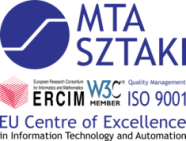 MTA
SZTAKI
European Research Consortium
for Informatics and Mathematics
ERCIM
W3C®
MEMBER
Quality Management
ISO 9001
EU Centre of Excellence
in Information Technology and Automation